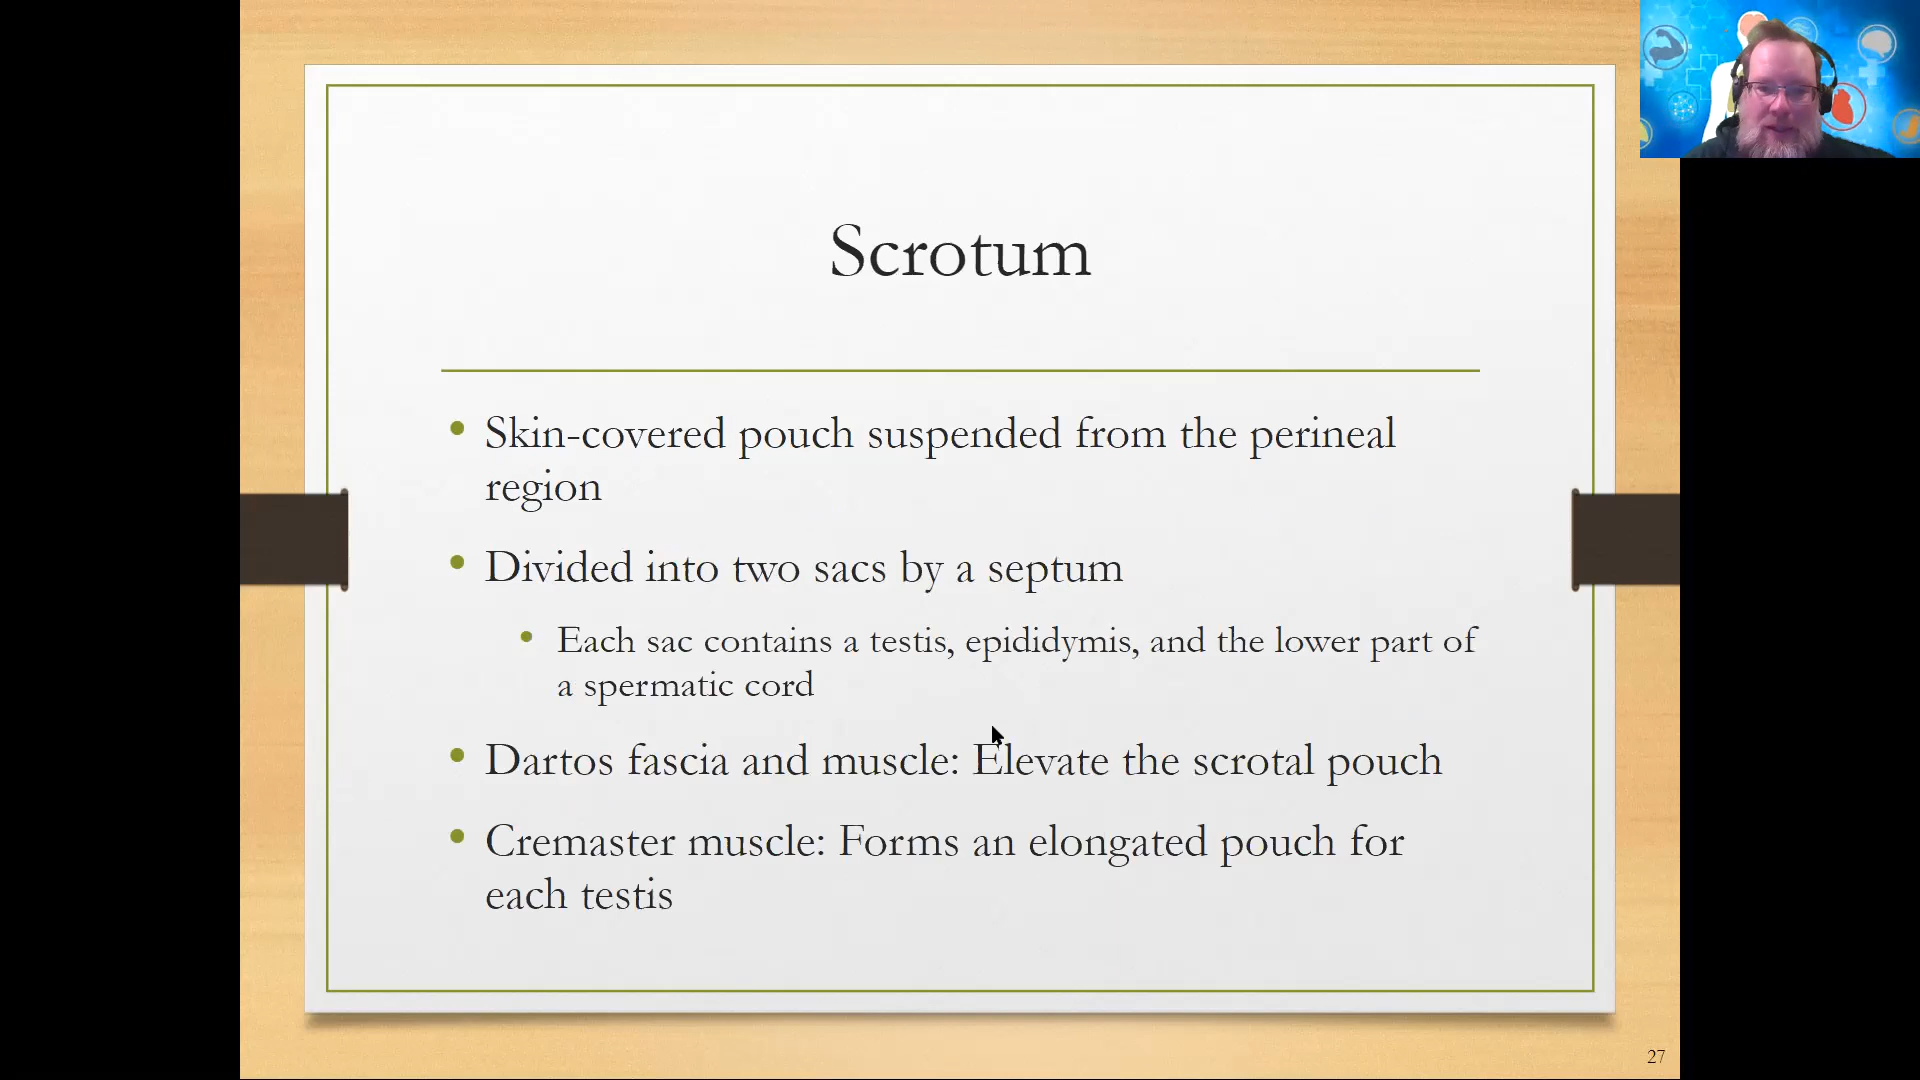 Scrotum
• Skin-covered pouch suspended from the perineal
region
• Divided into two sacs by a septum
• Each sac contains a testis, epididymis, and the lower part of
a spermatic cord
• Dartos fascia and muscle: Elevate the scrotal pouch
• Cremaster muscle: Forms an elongated pouch for
each testis
27